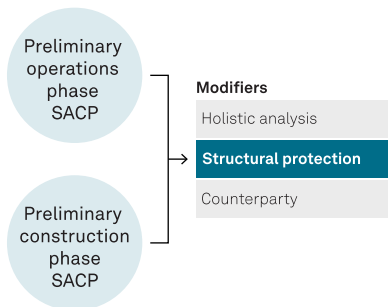 Preliminary
operations
phase
SACP
Modifiers
Holistic analysis
Structural protection
Counterparty
Preliminary
construction
phase
SACP